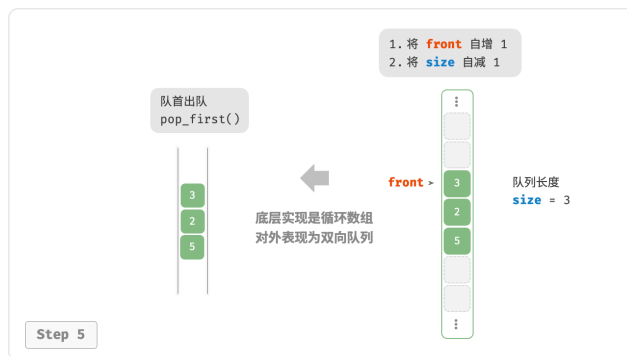 1. 将 front 自增 1
2. 将 size 自减 1
队首出队
pop_first()
3
2
5
底层实现是循环数组
对外表现为双向队列
front
3
2
5
队列长度
size = 3
Step 5